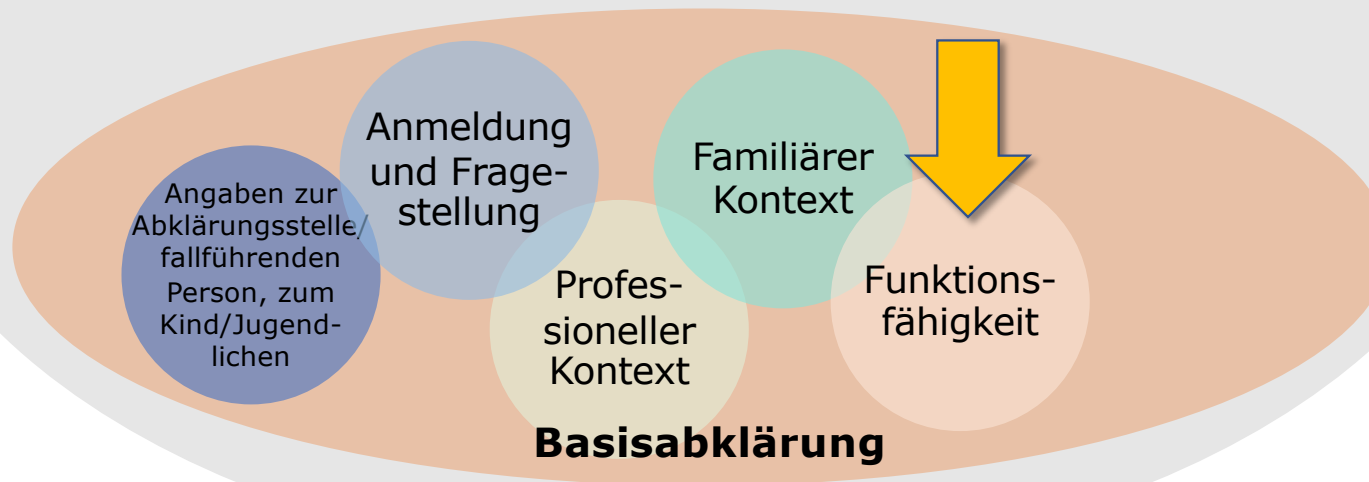 Angaben zur
Abklärungsstelle/
fallführenden
Person, zum
Kind/Jugend-
lichen
Anmeldung
und Frage-
stellung
Profes-
sioneller
Kontext
Familiärer
Kontext
Funktions-
fähigkeit
Basisabklärung